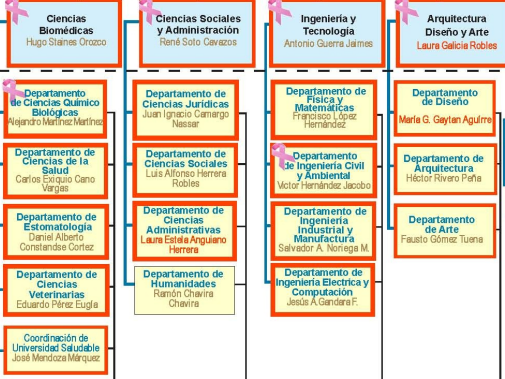 Ciencias
Biomédicas
Hugo Staines Orozco
Departamento
de Ciencias Químico
Biológicas
Alejandro Martínez Martínez
Departamento de
Ciencias de la
Salud
Carlos Exiquio Cano
Vargas
Departamento de
Estomatología
Daniel Alberto
Constandse Cortez
Departamento de
Ciencias
Veterinarias
Eduardo Pérez Eugía
Coordinación de
Universidad Saludable
José Mendoza Márquez
Ciencias Sociales
y Administración
René Soto Cavazos
Departamento de
Ciencias Jurídicas
Juan Ignacio Camargo
Nassar
Departamento de
Ciencias Sociales
Luis Alfonso Herrera
Robles
Departamento de
Ciencias
Administrativas
Laura Estela Anguiano
Herrera
Departamento de
Humanidades
Ramón Chavira
Chavira
Ingeniería y
Tecnología
Antonio Guerra Jaimes
Departamento de
Física y
Matemáticas
Francisco López
Hernández
Departamento
de Ingeniería Civil
y Ambiental
Victor Hernández Jacobo
Departamento de
Ingeniería
Industrial y
Manufactura
Salvador A. Noriega M.
Departamento de
Ingeniería Electrica y
Computación
Jesús A.Gandara F.
Arquitectura
Diseño y Arte
Laura Galicia Robles
Departamento
de Diseño
María G. Gaytan Aguirre
Departamento de
Arquitectura
Héctor Rivero Peña
Departamento
de Arte
Fausto Gómez Tuena